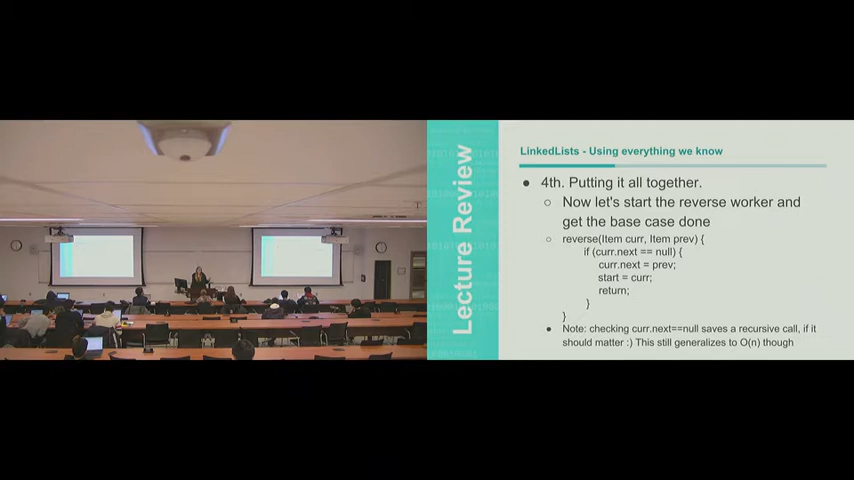 Lecture Review
LinkedLists - Using everything we know
● 4th. Putting it all together.
○ Now let's start the reverse worker and
get the base case done
○ reverse(Item curr, Item prev) {
if (curr.next == null) {
curr.next = prev;
start = curr;
return;
}
}
● Note: checking curr.next==null saves a recursive call, if it
should matter :) This still generalizes to O(n) though